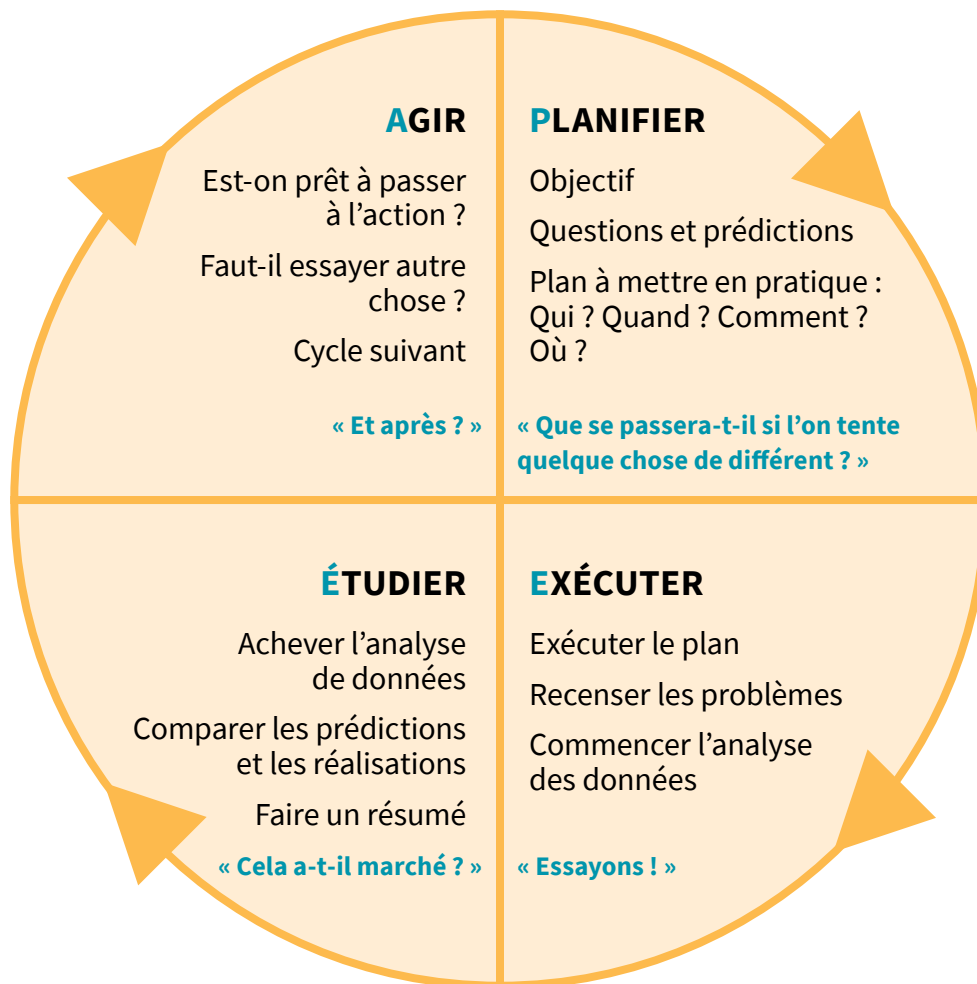 AGIR
Est-on prêt à passer
à l’action ?
Faut-il essayer autre
chose ?
Cycle suivant
« Et après ? »
PLANIFIER
Objectif
Questions et prédictions
Plan à mettre en pratique :
Qui ? Quand ? Comment ?
Où ?
« Que se passera-t-il si l’on tente
quelque chose de différent ? »
ÉTUDIER
Achever l’analyse
de données
Comparer les prédictions
et les réalisations
Faire un résumé
« Cela a-t-il marché ? »
EXÉCUTER
Exécuter le plan
Recenser les problèmes
Commencer l’analyse
des données
« Essayons ! »